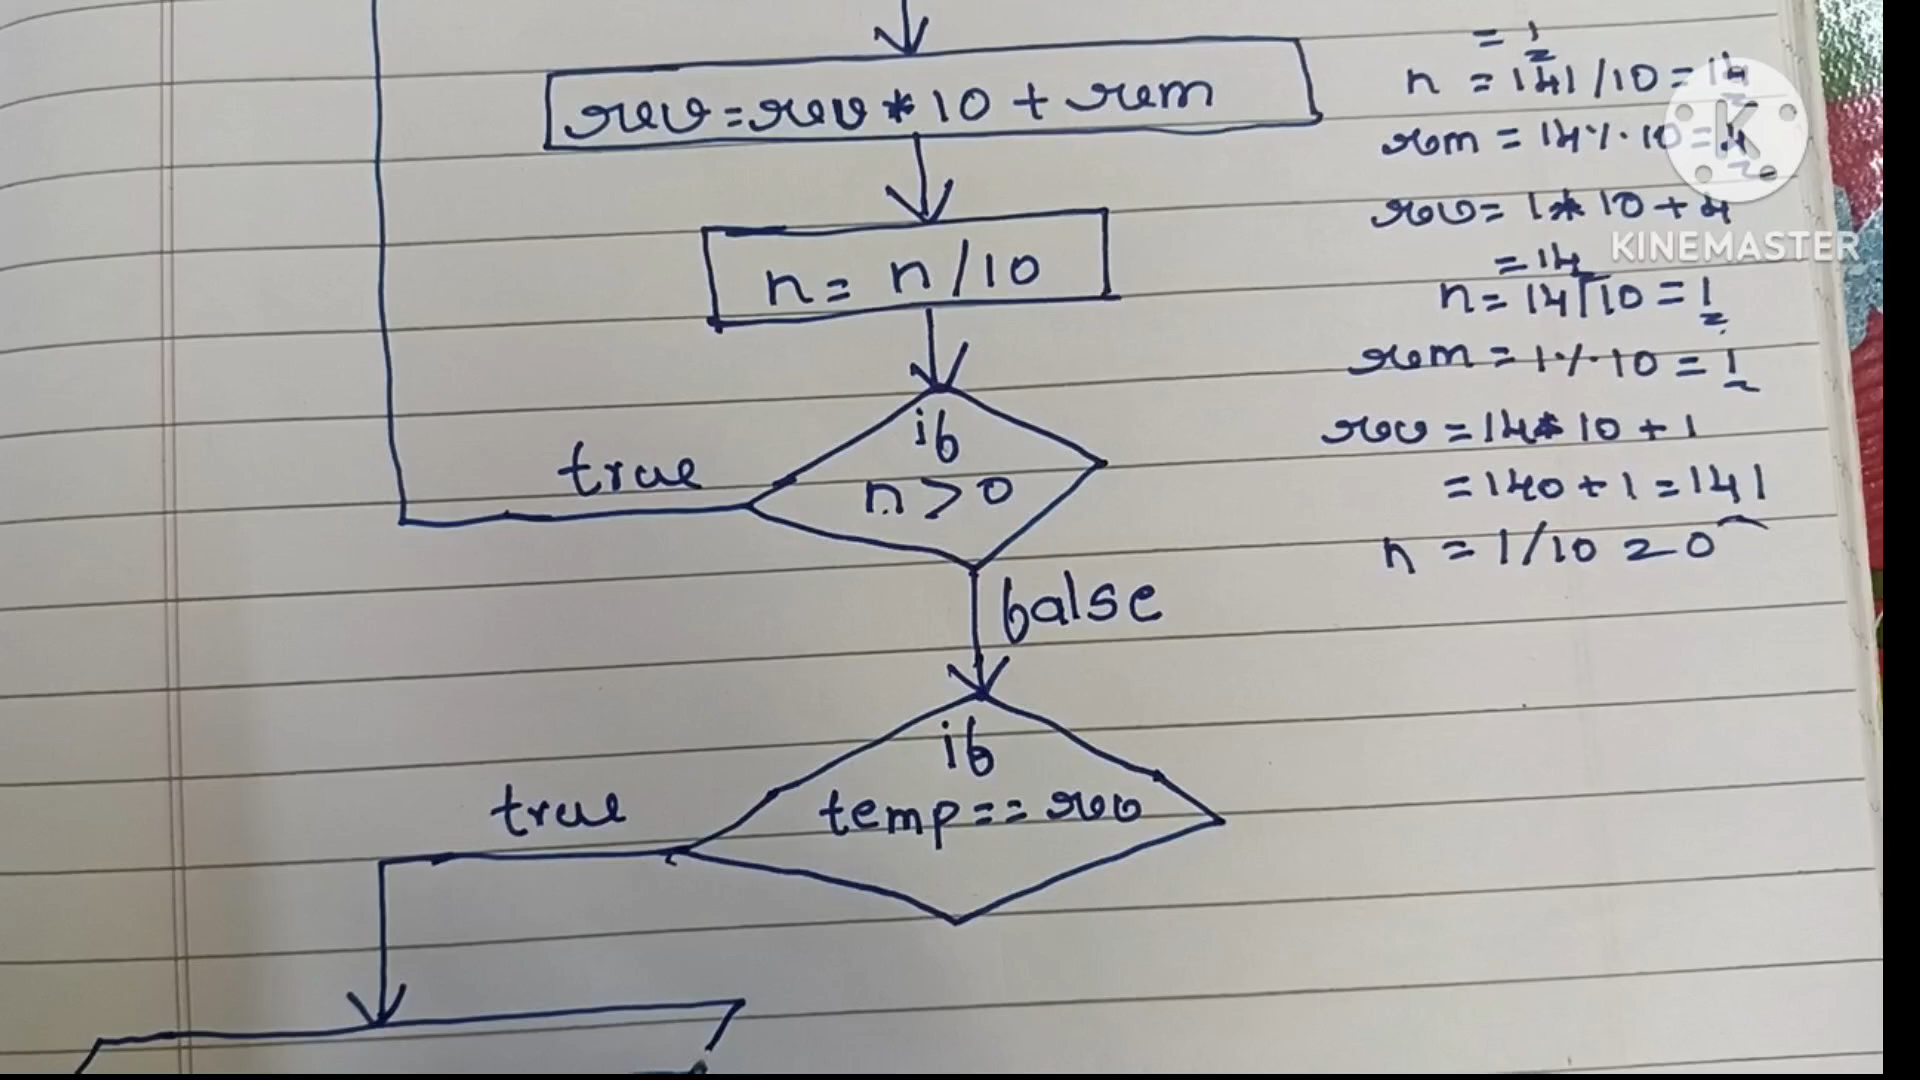 rev = rev * 10 + rem
n = n / 10
if
n > 0
true
false
if
temp == rev
true
= 1
n = 141 / 10 = 14
rem = 14 % 10 = 4
rev = 1 * 10 + 4
= 14
n = 14 / 10 = 1
rem = 1 % 10 = 1
rev = 14 * 10 + 1
= 140 + 1 = 141
n = 1/10 = 0
K
KINEMASTER